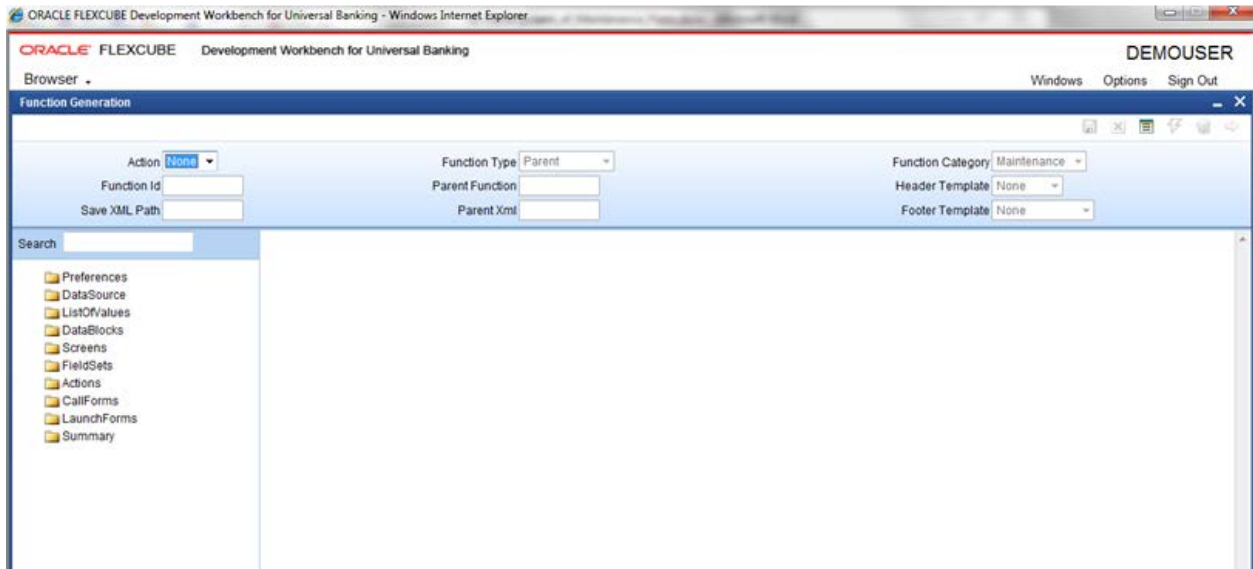 ORACLE FLEXCUBE Development Workbench for Universal Banking - Windows Internet Explorer
ORACLE FLEXCUBE Development Workbench for Universal Banking DEMOUSER
Browser Windows Options Sign Out
Function Generation
Action None Function Type Parent Function Category Maintenance
Function Id Parent Function Header Template None
Save XML Path Parent Xml Footer Template None
Search
Preferences
DataSource
ListOfValues
DataBlocks
Screens
FieldSets
Actions
CallForms
LaunchForms
Summary